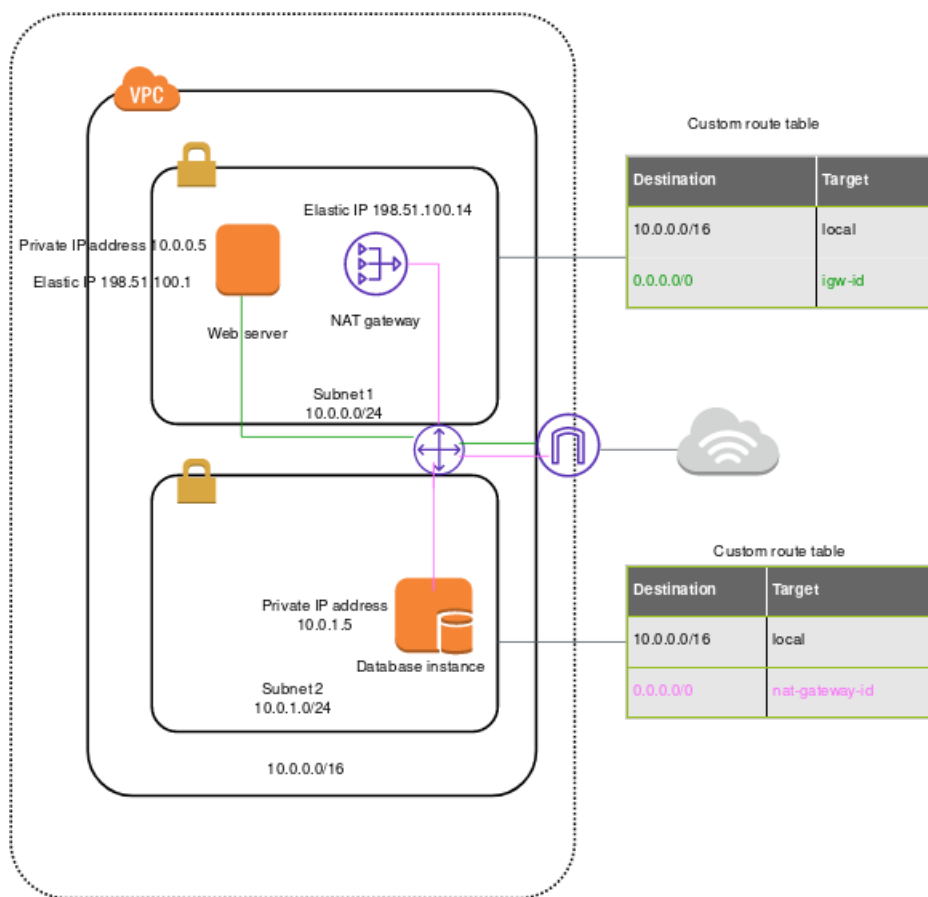 VPC
Custom route table
Destination Target
10.0.0.0/16 local
0.0.0.0/0 igw-id
Elastic IP 198.51.100.14
Private IP address 10.0.0.5
Elastic IP 198.51.100.1
Web server
NAT gateway
Subnet 1
10.0.0.0/24
Custom route table
Destination Target
10.0.0.0/16 local
0.0.0.0/0 nat-gateway-id
Private IP address
10.0.1.5
Database instance
Subnet 2
10.0.1.0/24
10.0.0.0/16